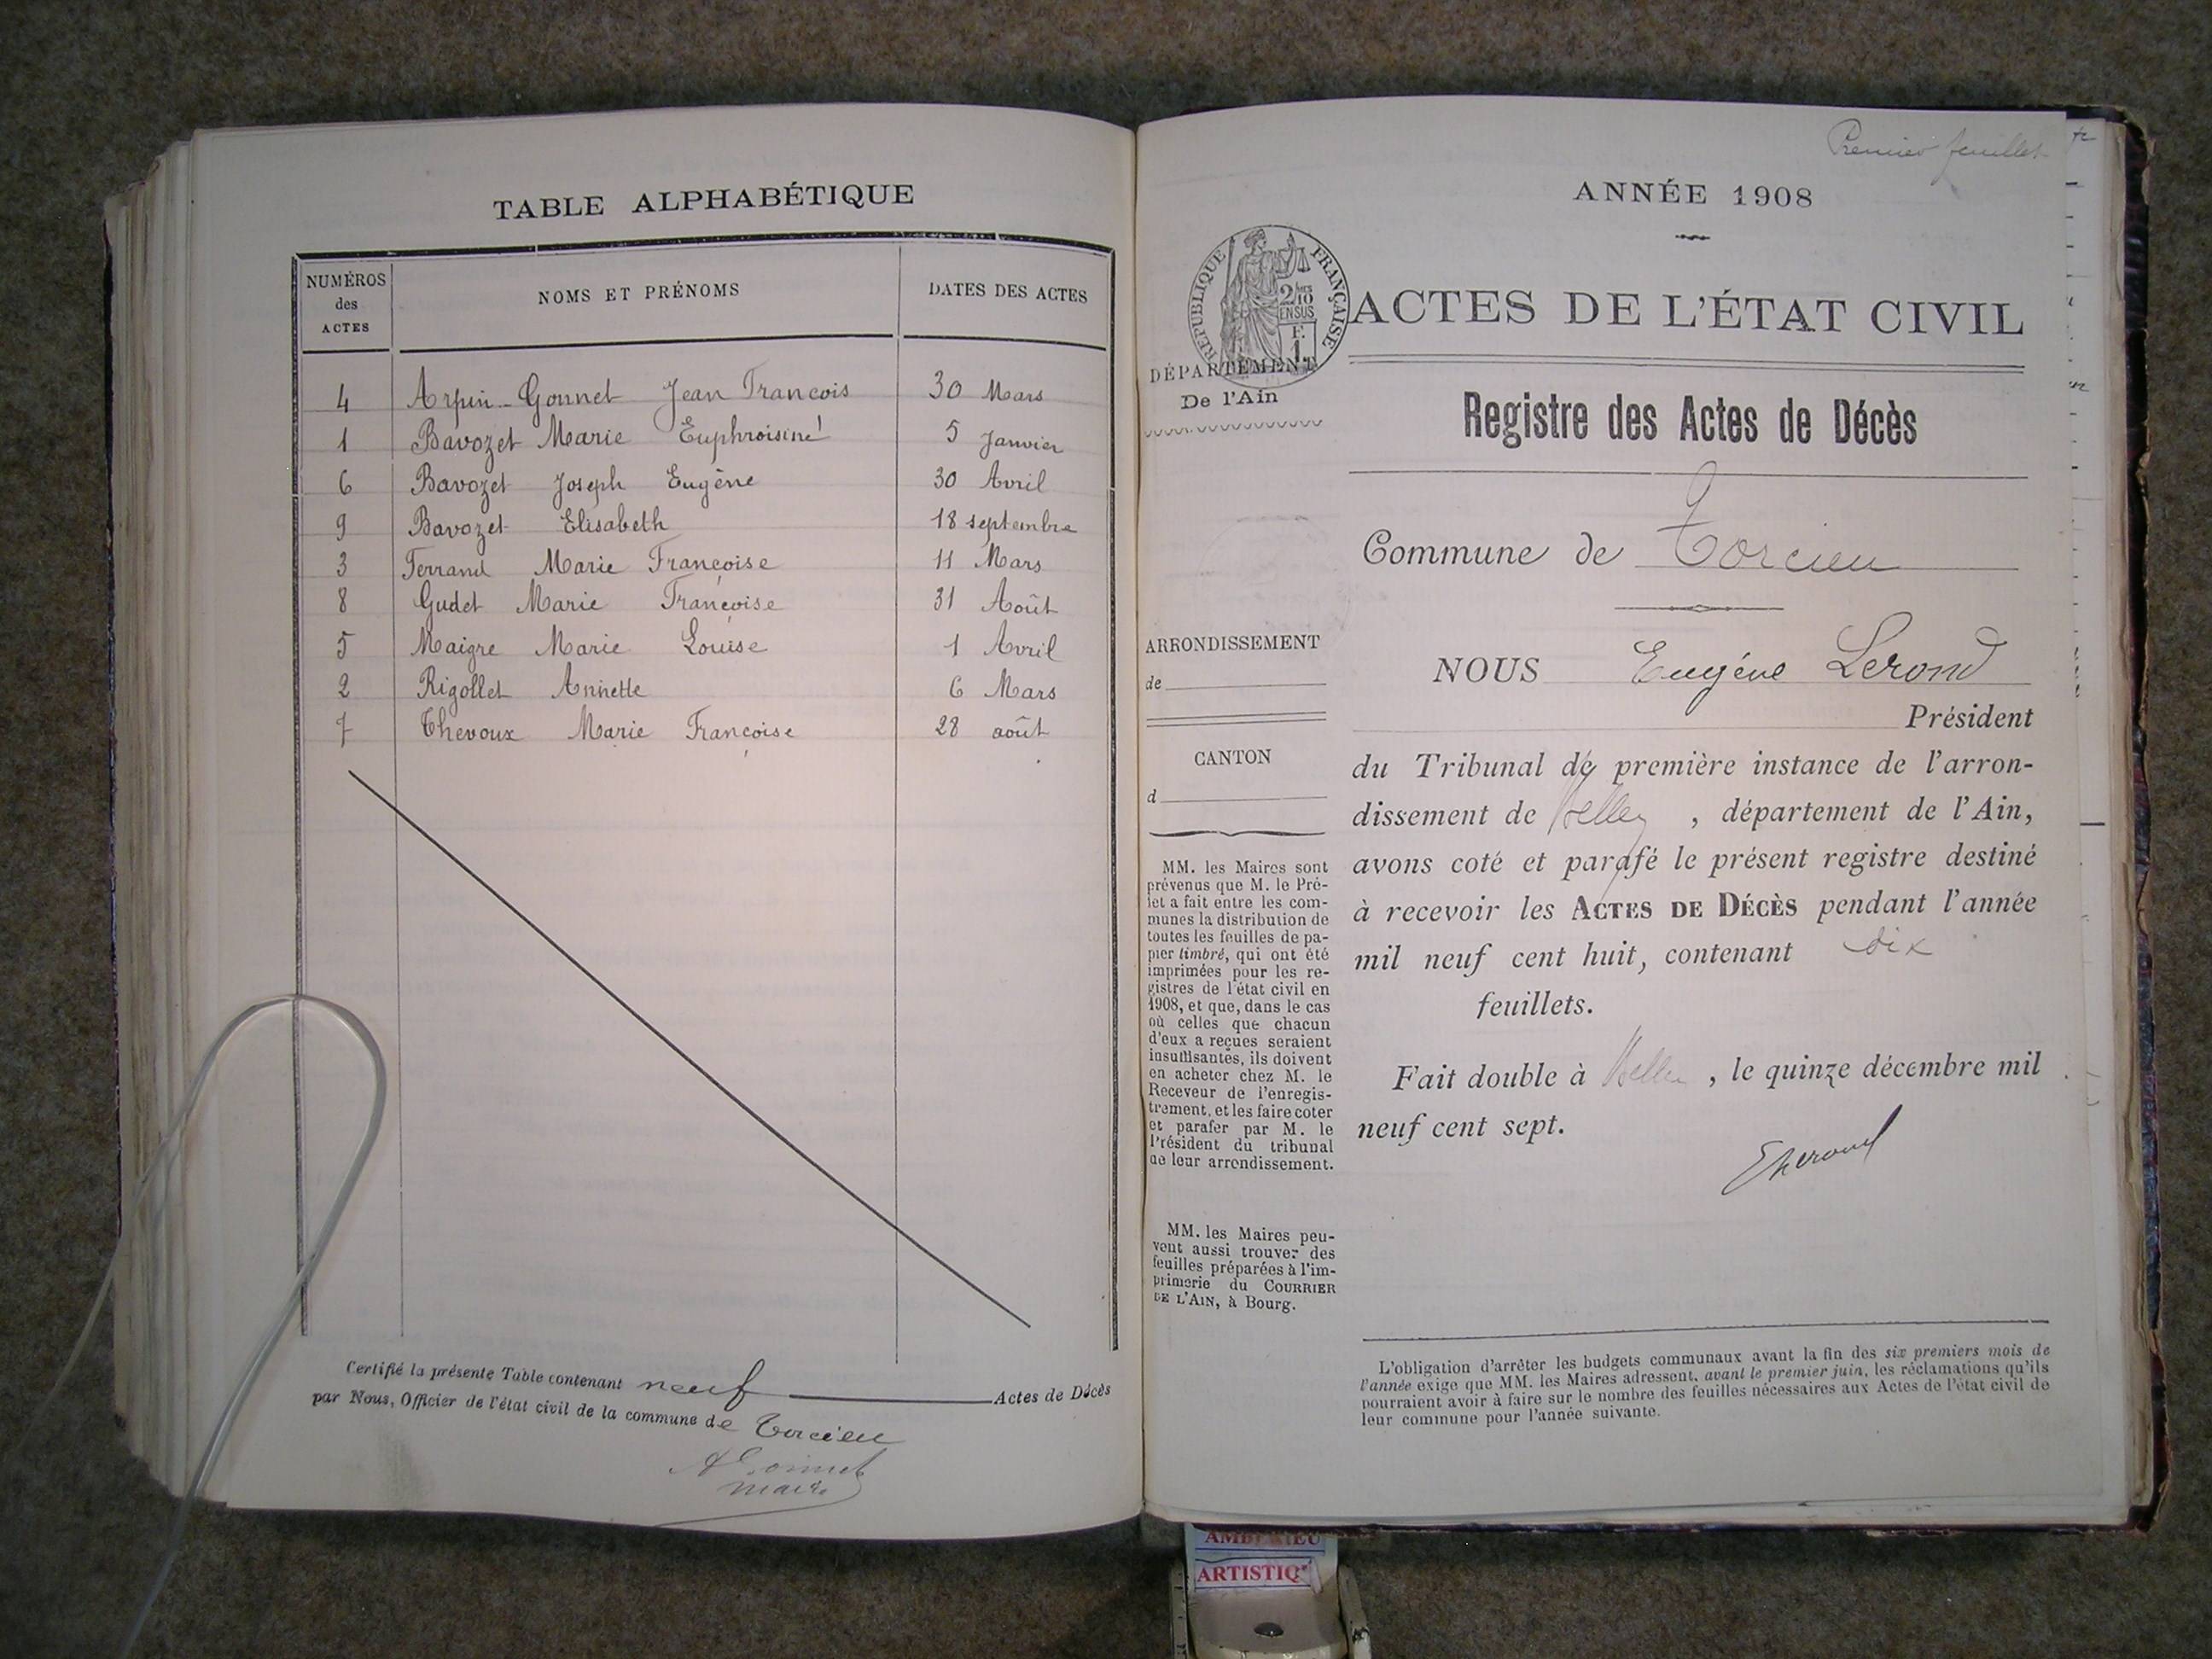 TABLE ALPHABÉTIQUE
NUMÉROS des ACTES NOMS ET PRÉNOMS DATES DES ACTES
4 Arpin-Gonnet Jean François 30 Mars
1 Bavozet Marie Euphroisine 5 Janvier
6 Bavozet Joseph Eugène 30 Avril
9 Bavozet Elisabeth 18 septembre
3 Ferrand Marie Françoise 11 Mars
8 Gudet Marie Françoise 31 Août
5 Maigre Marie Louise 1 Avril
2 Rigollet Annette 6 Mars
7 Thevoux Marie Françoise 28 août
Certifié la présente Table contenant neuf Actes de Décès
par Nous, Officier de l'état civil de la commune de Torcieu
maire
Premier feuillet
ANNÉE 1908
RÉPUBLIQUE FRANÇAISE
2/10 EN SUS
F. 1
ACTES DE L'ÉTAT CIVIL
DÉPARTEMENT
De l'Ain
Registre des Actes de Décès
Commune de Torcieu
ARRONDISSEMENT
de
CANTON
d
MM. les Maires sont
prévenus que M. le Pré-
fet a fait entre les com-
munes la distribution de
toutes les feuilles de pa-
pier timbré, qui ont été
imprimées pour les re-
gistres de l'état civil en
1908, et que, dans le cas
où celles que chacun
d'eux a reçues seraient
insuffisantes, ils doivent
en acheter chez M. le
Receveur de l'enregis-
trement, et les faire coter
et parafer par M. le
Président du tribunal
de leur arrondissement.
MM. les Maires peu-
vent aussi trouver des
feuilles préparées à l'im-
primerie du COURRIER
DE L'AIN, à Bourg.
NOUS Eugéne Lerond
Président
du Tribunal de première instance de l'arron-
dissement de Belley, département de l'Ain,
avons coté et parafé le présent registre destiné
à recevoir les ACTES DE DÉCÈS pendant l'année
mil neuf cent huit, contenant dix
feuillets.
Fait double à Belley, le quinze décembre mil
neuf cent sept.
L'obligation d'arrêter les budgets communaux avant la fin des six premiers mois de
l'année exige que MM. les Maires adressent, avant le premier juin, les réclamations qu'ils
pourraient avoir à faire sur le nombre des feuilles nécessaires aux Actes de l'état civil de
leur commune pour l'année suivante.
ARTISTIQ